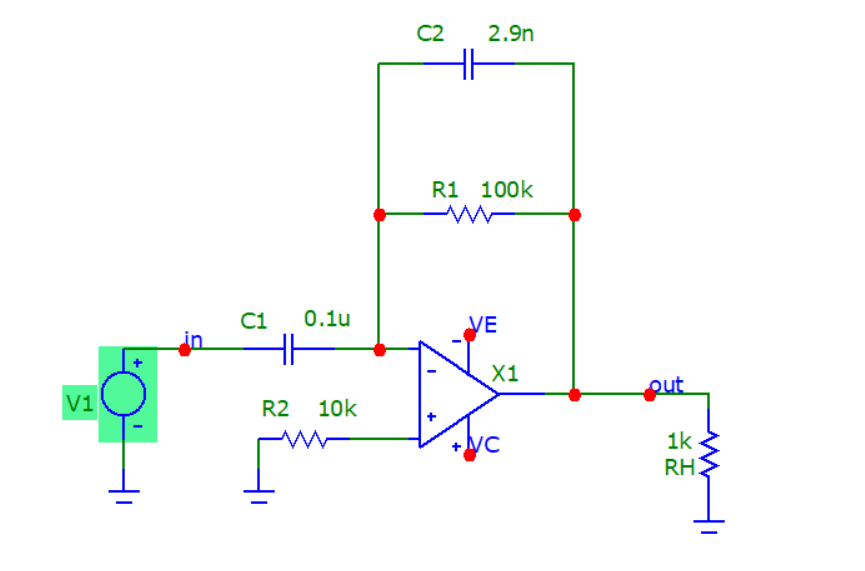 C2 2.9n
R1 100k
C1 0.1u
in
VE
-
+
-
X1
V1
-
R2 10k
+
out
+ VC
1k
RH